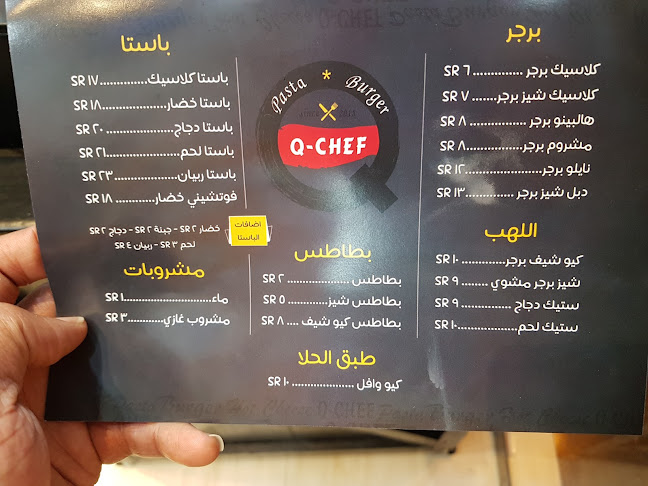 برجر
كلاسيك برجر .............. SR ٦
كلاسيك شيز برجر....... SR ٧
هالبينو برجر .............. SR ٨
مشروم برجر.............. SR ٨
نايلو برجر..................SR ١٢
دبل شيز برجر............SR ١٣
اللهب
كيو شيف برجر...........SR ١٠
شيز برجر مشوي ....... SR ٩
ستيك دجاج .............. SR ٩
ستيك لحم................SR ١٠
Pasta * Burger
Q-CHEF
باستا
باستا كلاسيك..............SR ١٧
باستا خضار................SR ١٨
باستا دجاج................ SR ٢٠
باستا لحم..................SR ٢١
باستا ربيان................SR ٢٣
فوتشيني خضار.......... SR ١٨
اضافات الباستا
خضار SR ٢ - جبنة SR ٢ - دجاج SR ٢
لحم SR ٣ - ربيان SR ٤
بطاطس
بطاطس .................... SR ٢
بطاطس شيز............. SR ٥
بطاطس كيو شيف .... SR ٨
مشروبات
ماء..........................SR ١
مشروب غازي............SR ٣
طبق الحلا
كيو وافل .................... SR ١٠